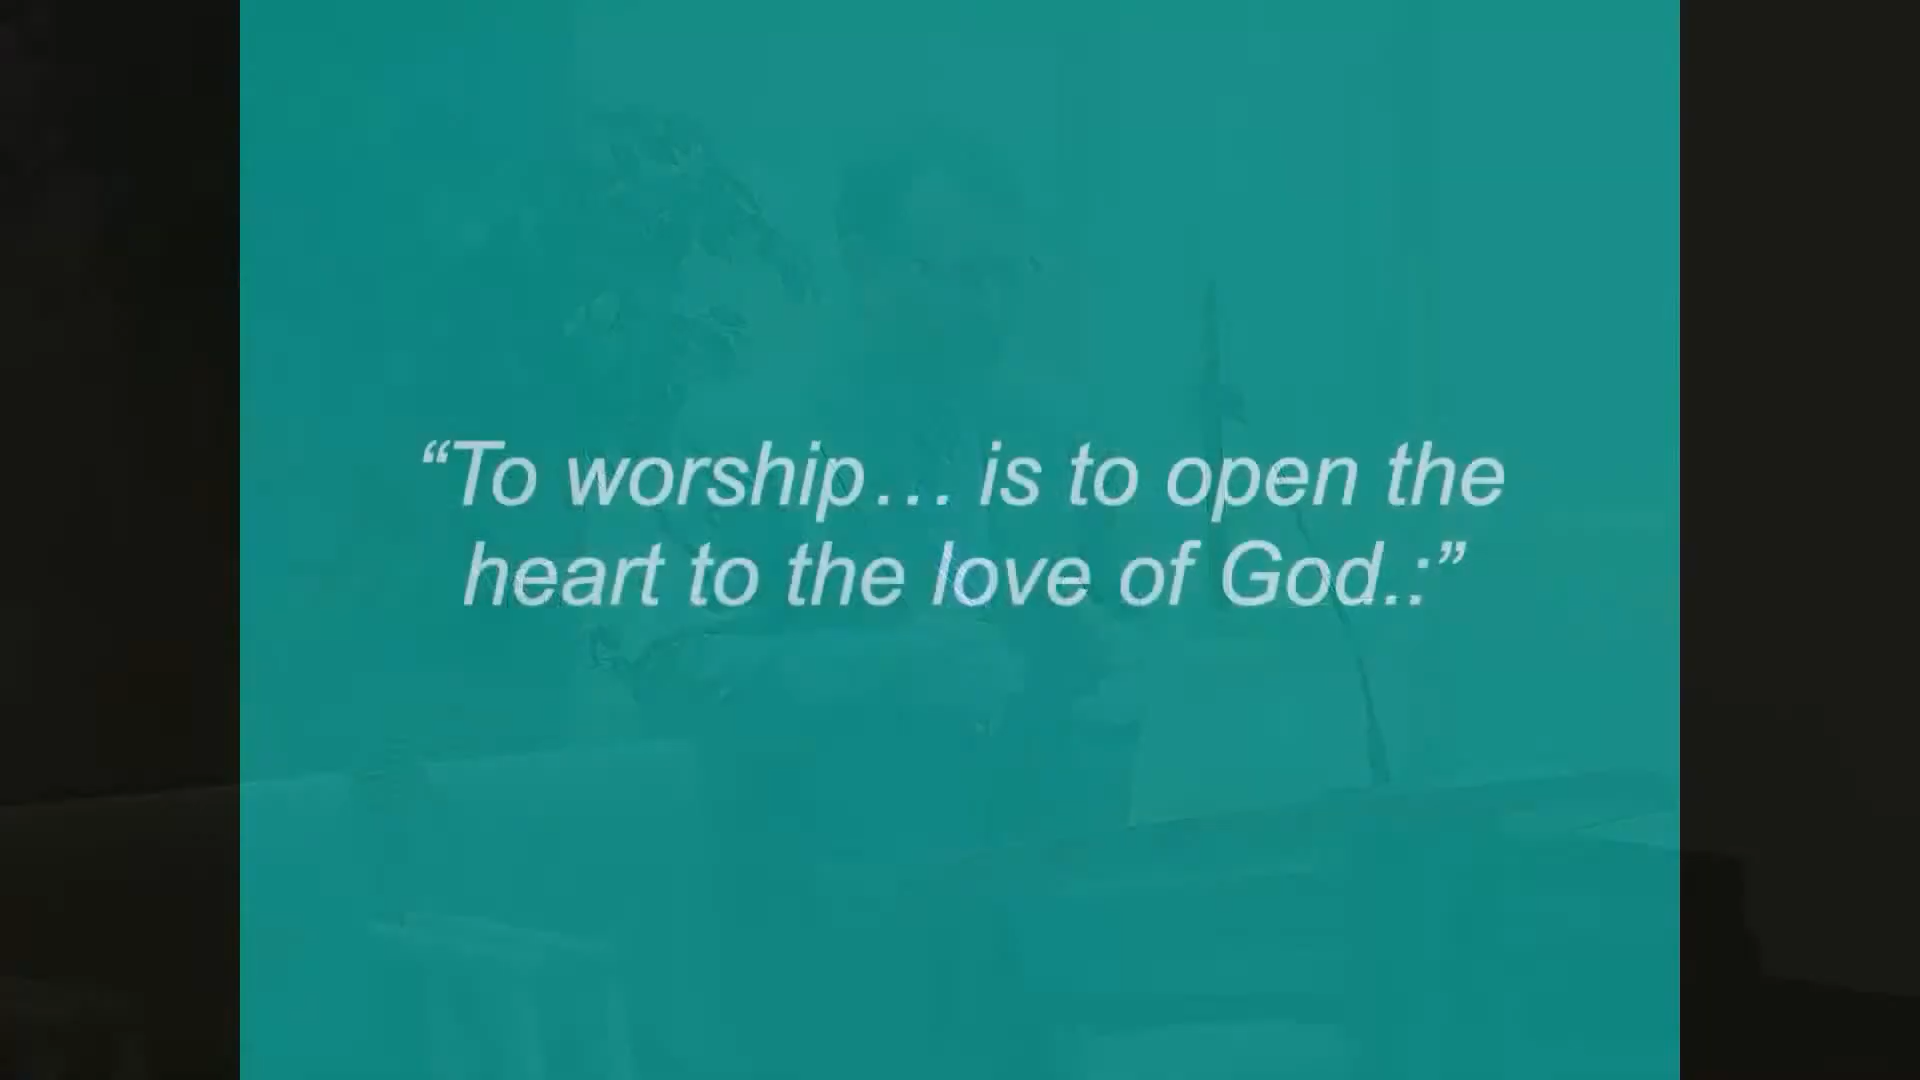 “To worship… is to open the
heart to the love of God.:”